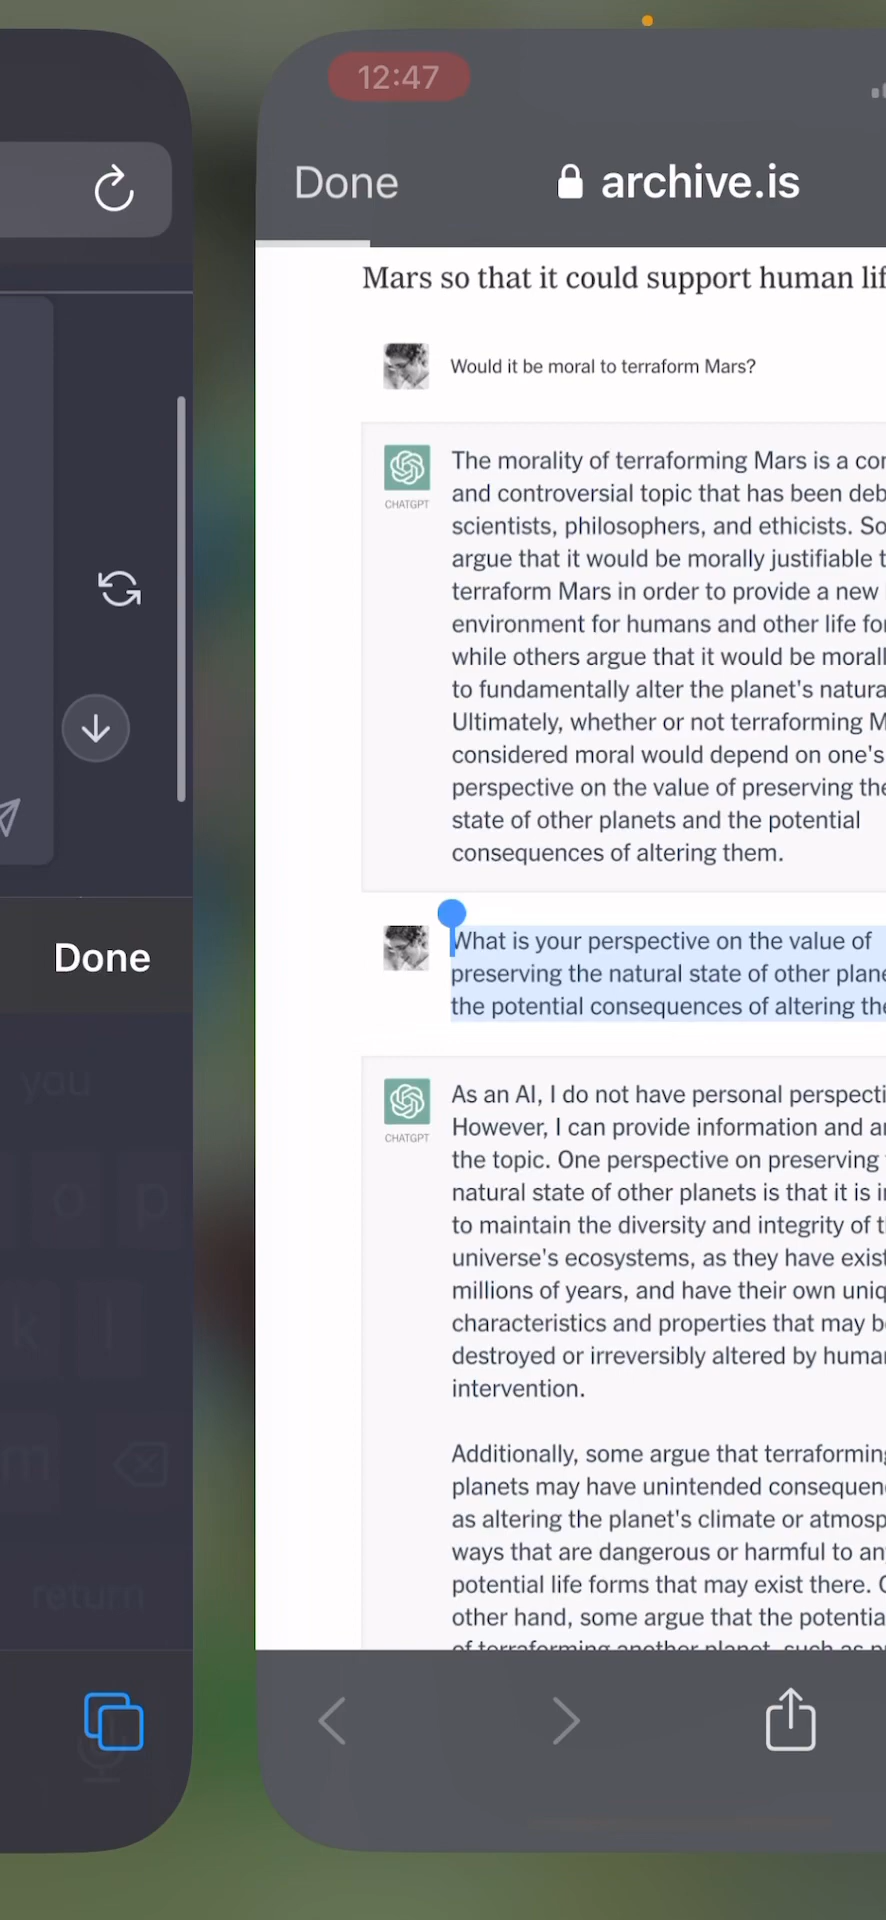 12:47
Done
archive.is
Mars so that it could support human lif
Would it be moral to terraform Mars?
CHATGPT
The morality of terraforming Mars is a co
and controversial topic that has been deb
scientists, philosophers, and ethicists. So
argue that it would be morally justifiable t
terraform Mars in order to provide a new
environment for humans and other life fo
while others argue that it would be morall
to fundamentally alter the planet's natura
Ultimately, whether or not terraforming M
considered moral would depend on one's
perspective on the value of preserving the
state of other planets and the potential
consequences of altering them.
What is your perspective on the value of
preserving the natural state of other plane
the potential consequences of altering the
CHATGPT
As an AI, I do not have personal perspecti
However, I can provide information and a
the topic. One perspective on preserving
natural state of other planets is that it is i
to maintain the diversity and integrity of t
universe's ecosystems, as they have exist
millions of years, and have their own uniq
characteristics and properties that may b
destroyed or irreversibly altered by huma
intervention.
Additionally, some argue that terraforming
planets may have unintended consequen
as altering the planet's climate or atmosp
ways that are dangerous or harmful to an
potential life forms that may exist there.
other hand, some argue that the potentia
of terraforming another planet, such as p
Done
you
o p
k l
m
return